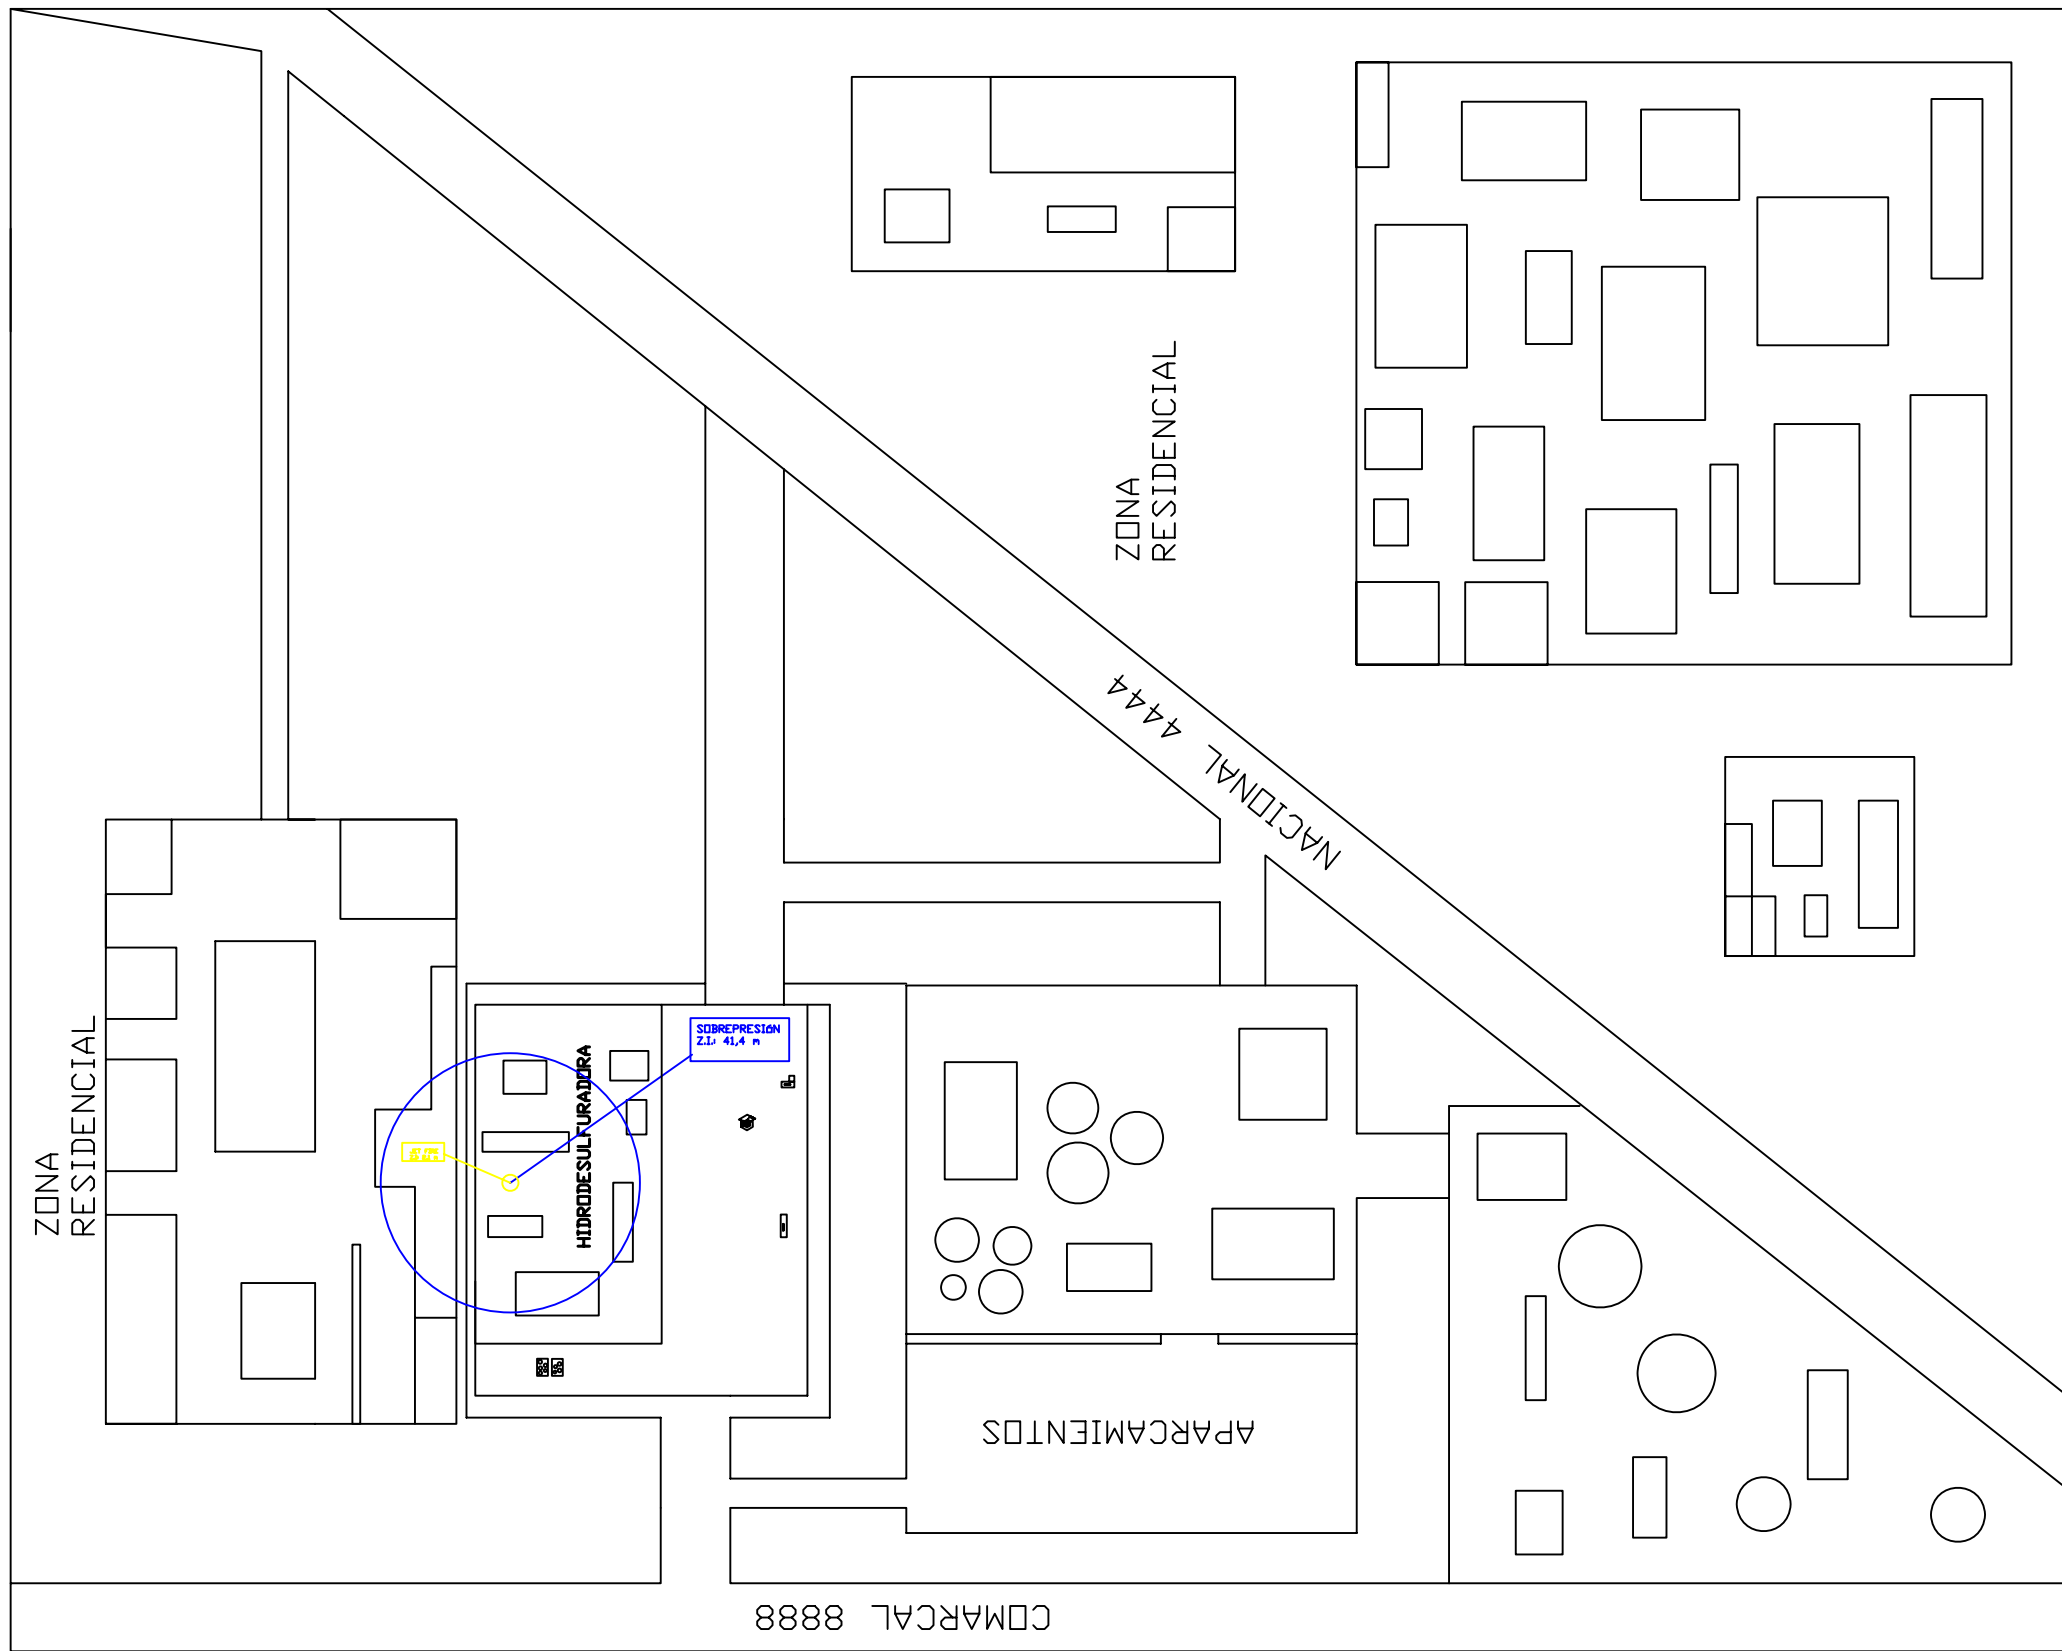 ZONA
RESIDENCIAL
NACIONAL 4444
ZONA
RESIDENCIAL
SOBREPRESIóN
Z.I.: 41,4 m
HIDRODESULFURADORA
APARCAMIENTOS
COMARCAL 8888